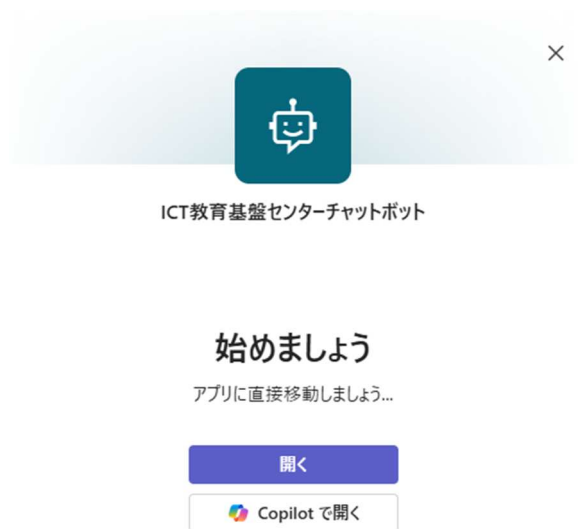 ICT教育基盤センターチャットボット
始めましょう
アプリに直接移動しましょう...
開く
Copilot で開く